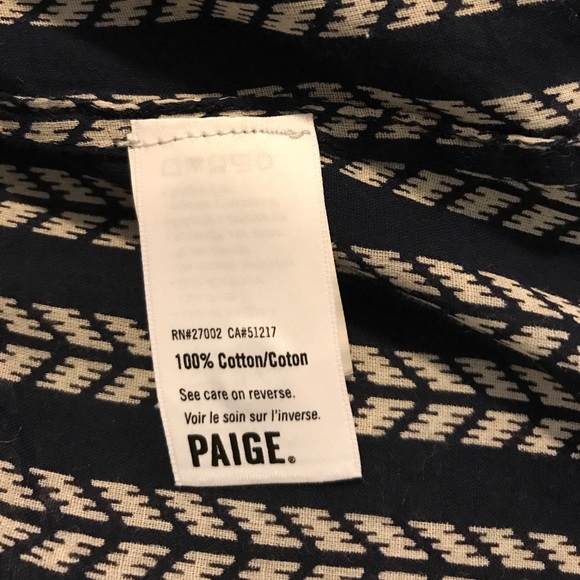 RN#27002 CA#51217
100% Cotton/Coton
See care on reverse.
Voir le soin sur l'inverse.
PAIGE®